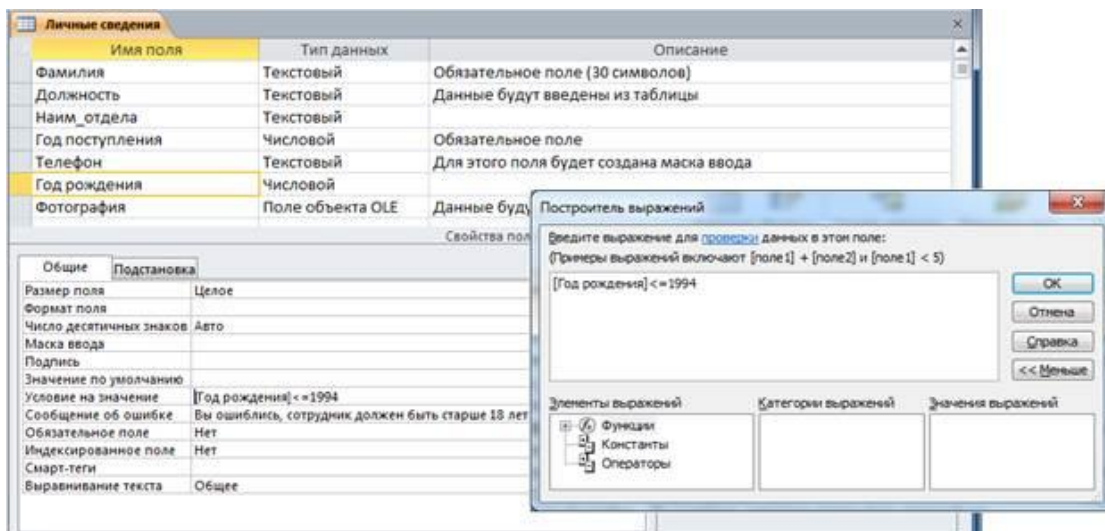 Личные сведения
Имя поля Тип данных Описание
Фамилия Текстовый Обязательное поле (30 символов)
Должность Текстовый Данные будут введены из таблицы
Наим_отдела Текстовый
Год поступления Числовой Обязательное поле
Телефон Текстовый Для этого поля будет создана маска ввода
Год рождения Числовой
Фотография Поле объекта OLE Данные буду
Свойства пол
Общие Подстановка
Размер поля Целое
Формат поля
Число десятичных знаков Авто
Маска ввода
Подпись
Значение по умолчанию
Условие на значение [Год рождения]<=1994
Сообщение об ошибке Вы ошиблись, сотрудник должен быть старше 18 лет
Обязательное поле Нет
Индексированное поле Нет
Смарт-теги
Выравнивание текста Общее
Построитель выражений
Введите выражение для проверки данных в этом поле:
(Примеры выражений включают [поле1] + [поле2] и [поле1] < 5)
[Год рождения]<=1994
ОК
Отмена
Справка
<< Меньше
Элементы выражений Категории выражений Значения выражений
Функции
Константы
Операторы